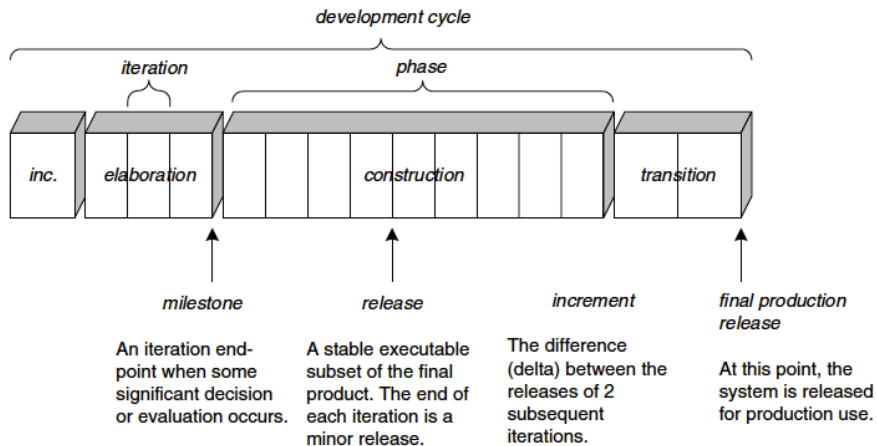 development cycle
iteration
phase
inc.
elaboration
construction
transition
milestone
An iteration end-
point when some
significant decision
or evaluation occurs.
release
A stable executable
subset of the final
product. The end of
each iteration is a
minor release.
increment
The difference
(delta) between the
releases of 2
subsequent
iterations.
final production
release
At this point, the
system is released
for production use.